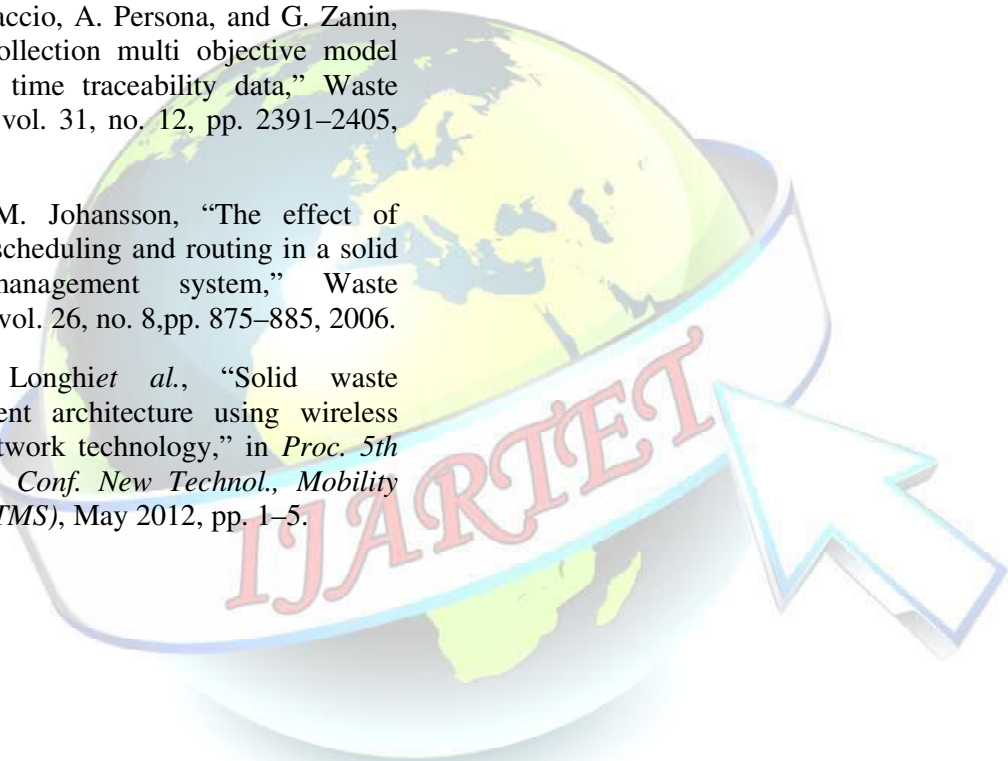 accio, A. Persona, and G. Zanin,
ollection multi objective model
time traceability data,” Waste
vol. 31, no. 12, pp. 2391–2405,
M. Johansson, “The effect of
scheduling and routing in a solid
anagement system,” Waste
vol. 26, no. 8,pp. 875–885, 2006.
Longhiet al., “Solid waste
ent architecture using wireless
twork technology,” in Proc. 5th
Conf. New Technol., Mobility
TMS), May 2012, pp. 1–5.
IJARTET